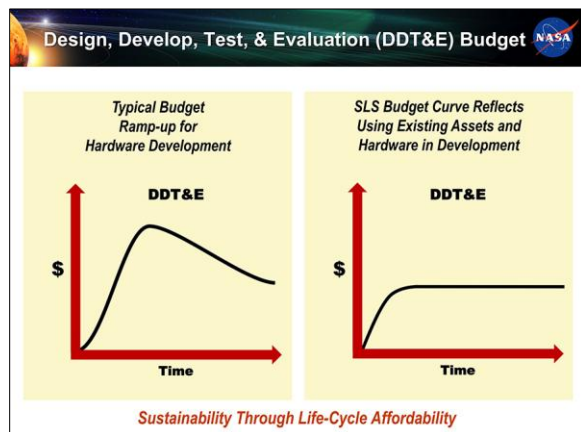 Design, Develop, Test, & Evaluation (DDT&E) Budget
NASA
Typical Budget
Ramp-up for
Hardware Development
DDT&E
$
Time
SLS Budget Curve Reflects
Using Existing Assets and
Hardware in Development
DDT&E
$
Time
Sustainability Through Life-Cycle Affordability